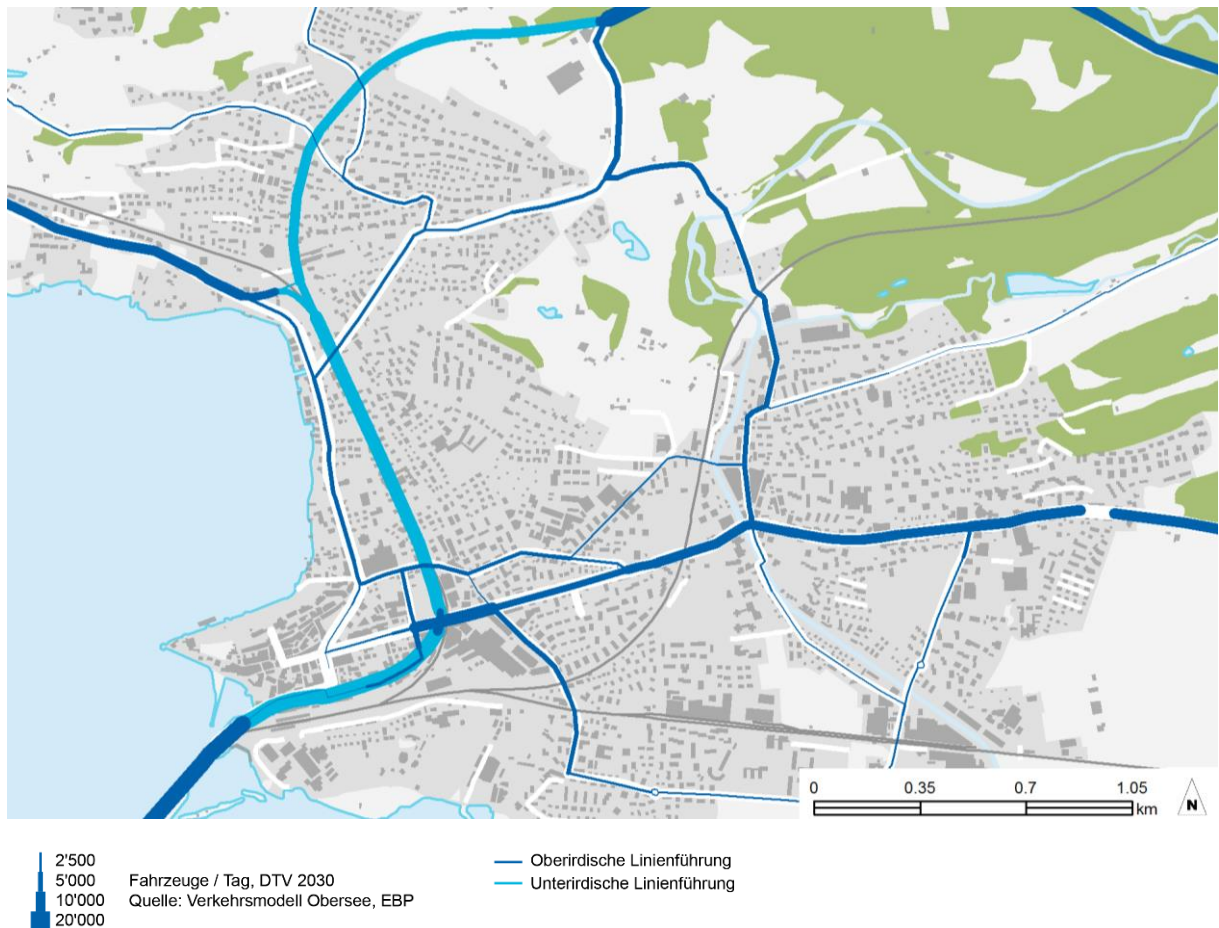 0 0.35 0.7 1.05
km
N
2'500
5'000
10'000
20'000
Fahrzeuge / Tag, DTV 2030
Quelle: Verkehrsmodell Obersee, EBP
Oberirdische Linienführung
Unterirdische Linienführung